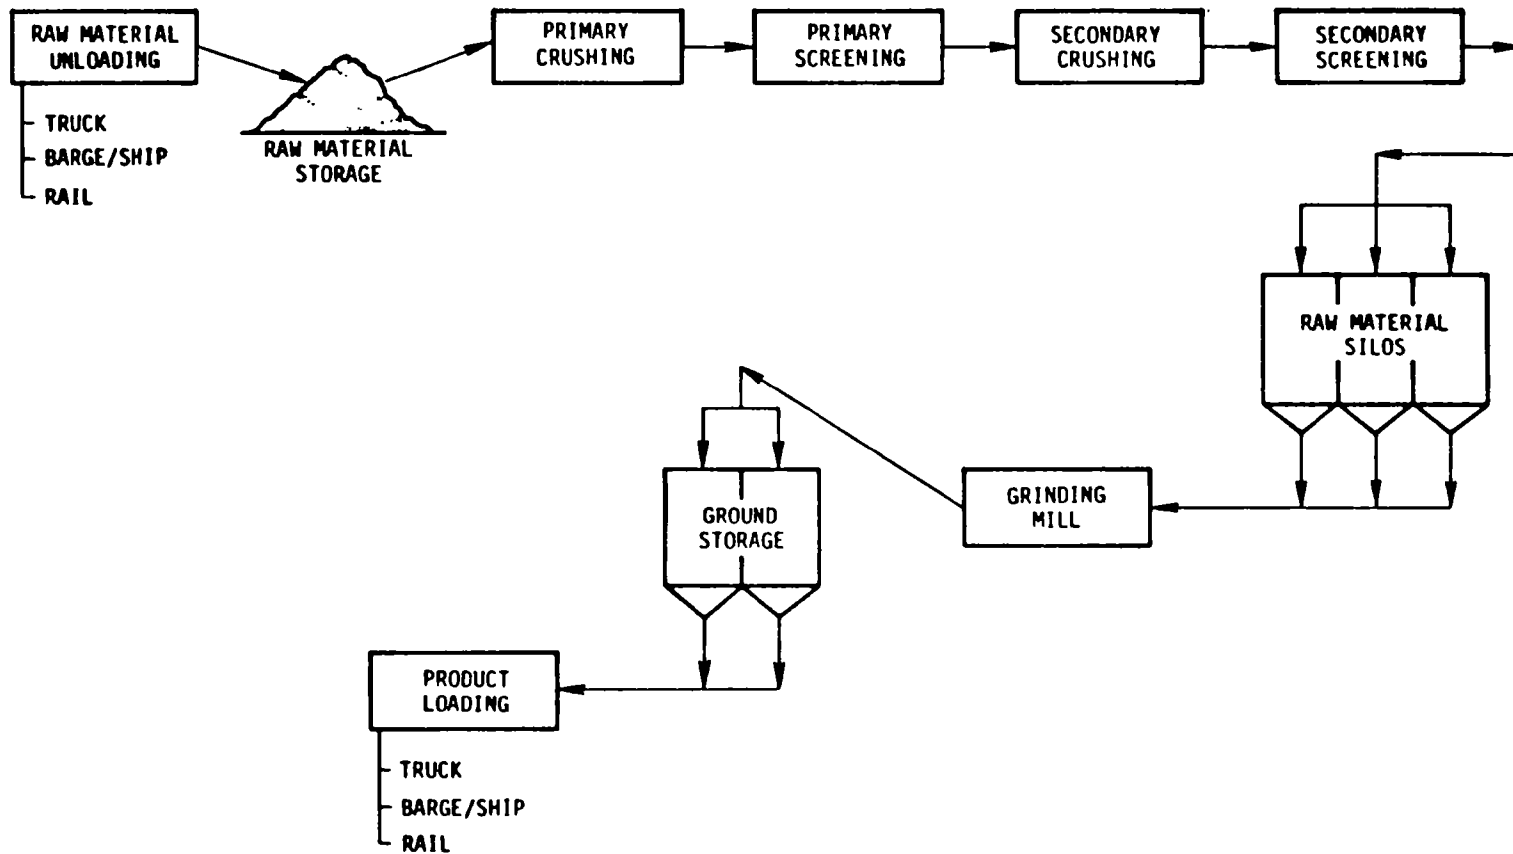 RAW MATERIAL
UNLOADING
TRUCK
BARGE/SHIP
RAIL
RAW MATERIAL
STORAGE
PRIMARY
CRUSHING
PRIMARY
SCREENING
SECONDARY
CRUSHING
SECONDARY
SCREENING
RAW MATERIAL
SILOS
GRINDING
MILL
GROUND
STORAGE
PRODUCT
LOADING
TRUCK
BARGE/SHIP
RAIL